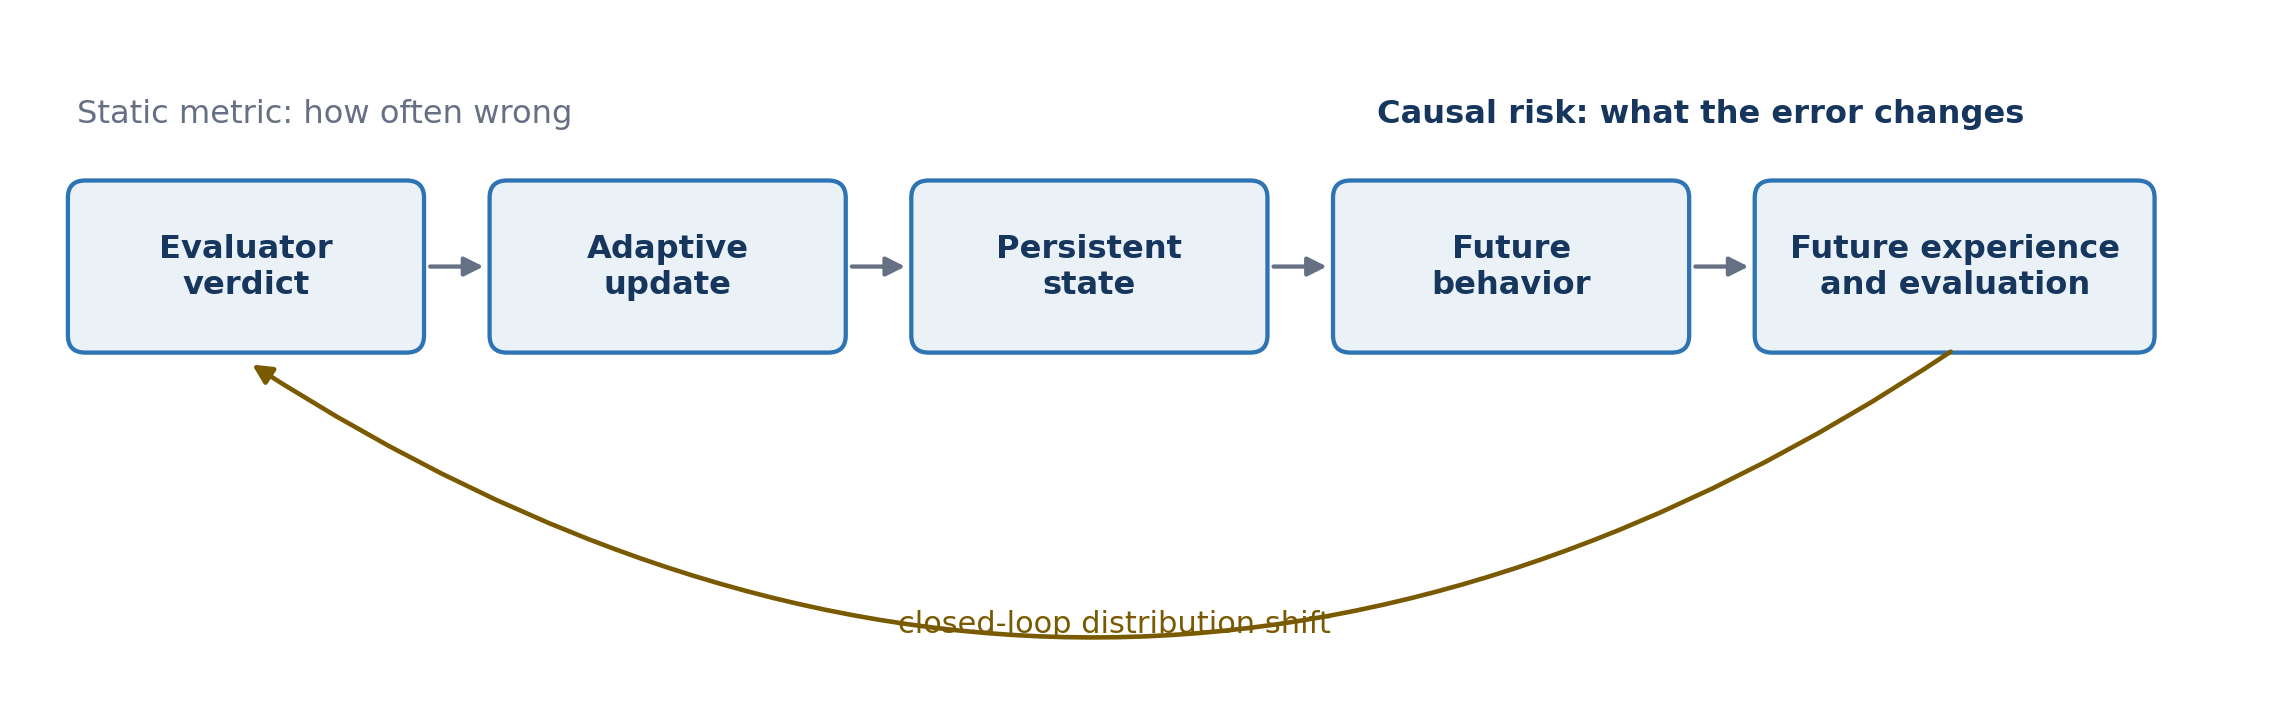 Static metric: how often wrong
Causal risk: what the error changes
Evaluator
verdict
Adaptive
update
Persistent
state
Future
behavior
Future experience
and evaluation
closed-loop distribution shift